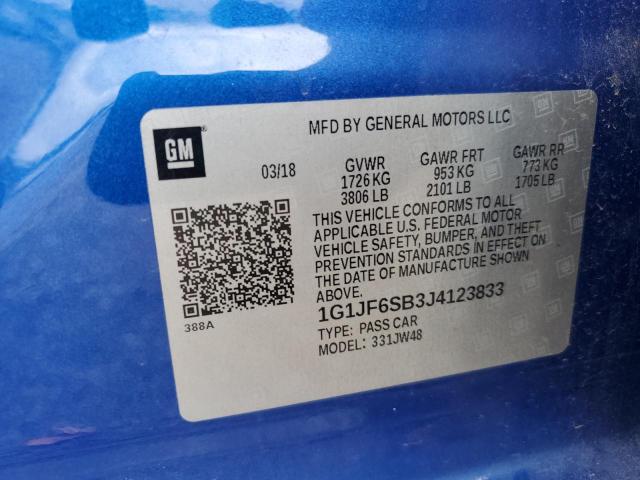 MFD BY GENERAL MOTORS LLC
GM
03/18
GVWR GAWR FRT GAWR RR
1726 KG 953 KG 773 KG
3806 LB 2101 LB 1705 LB
THIS VEHICLE CONFORMS TO ALL
APPLICABLE U.S. FEDERAL MOTOR
VEHICLE SAFETY, BUMPER, AND THEFT
PREVENTION STANDARDS IN EFFECT ON
THE DATE OF MANUFACTURE SHOWN
ABOVE.
388A
1G1JF6SB3J4123833
TYPE: PASS CAR
MODEL: 331JW48